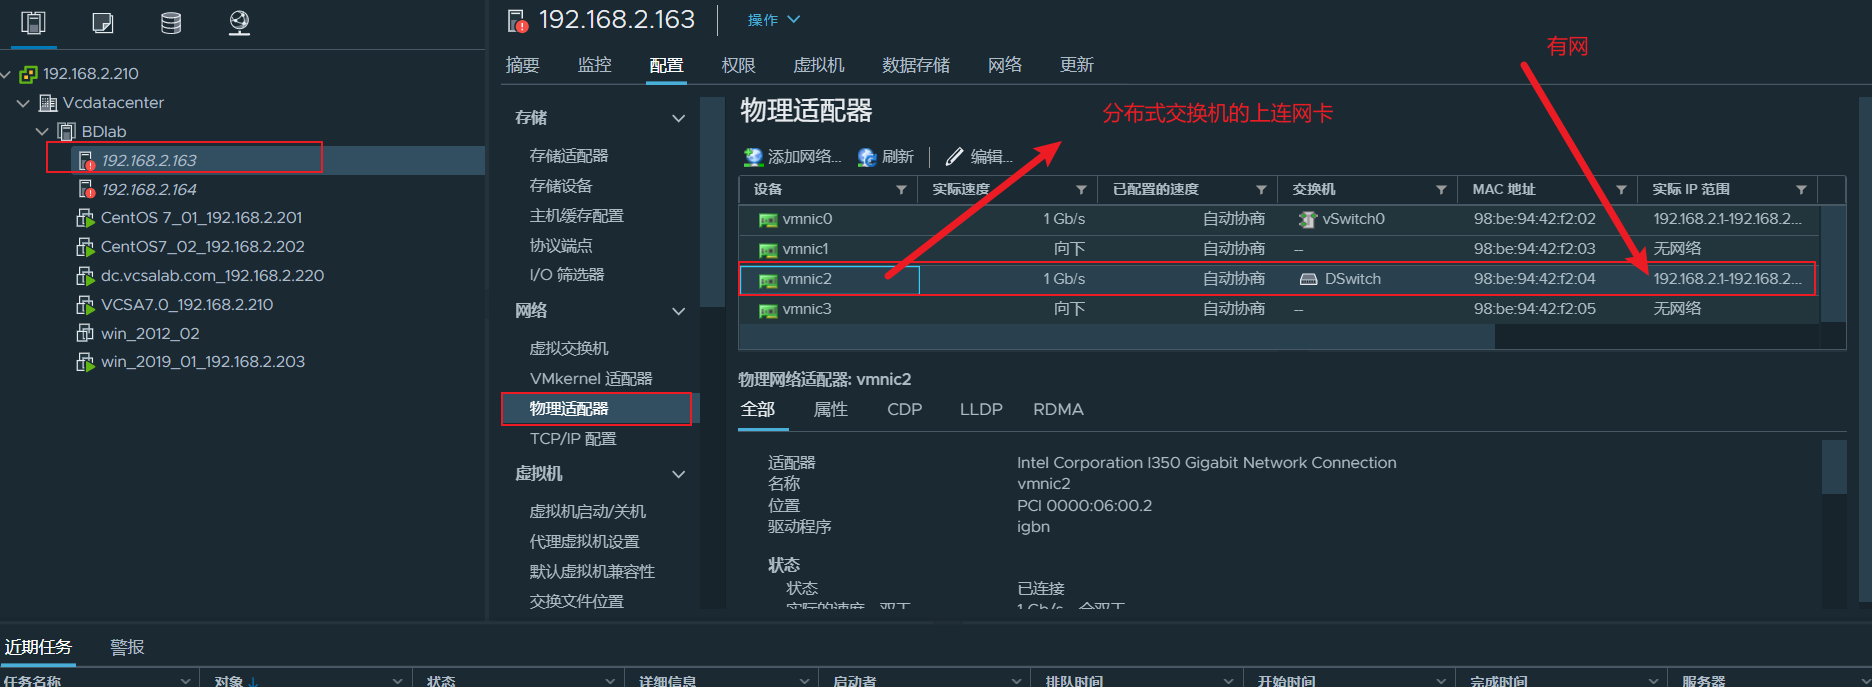 192.168.2.163
操作
有网
192.168.2.210
Vcdatacenter
BDlab
192.168.2.163
192.168.2.164
CentOS 7_01_192.168.2.201
CentOS7_02_192.168.2.202
dc.vcsalab.com_192.168.2.220
VCSA7.0_192.168.2.210
win_2012_02
win_2019_01_192.168.2.203
摘要 监控 配置 权限 虚拟机 数据存储 网络 更新
存储
存储适配器
存储设备
主机缓存配置
协议端点
I/O 筛选器
网络
虚拟交换机
VMkernel 适配器
物理适配器
TCP/IP 配置
虚拟机
虚拟机启动/关机
代理虚拟机设置
默认虚拟机兼容性
交换文件位置
物理适配器
分布式交换机的上连网卡
添加网络... 刷新 编辑...
设备 实际速度 已配置的速度 交换机 MAC 地址 实际 IP 范围
vmnic0 1 Gb/s 自动协商 vSwitch0 98:be:94:42:f2:02 192.168.2.1-192.168.2...
vmnic1 向下 自动协商 -- 98:be:94:42:f2:03 无网络
vmnic2 1 Gb/s 自动协商 DSwitch 98:be:94:42:f2:04 192.168.2.1-192.168.2...
vmnic3 向下 自动协商 -- 98:be:94:42:f2:05 无网络
物理网络适配器: vmnic2
全部 属性 CDP LLDP RDMA
适配器 Intel Corporation I350 Gigabit Network Connection
名称 vmnic2
位置 PCI 0000:06:00.2
驱动程序 igbn
状态
状态 已连接
实际的速度、双工 1 Gb/s、全双工
近期任务 警报
任务名称 对象 状态 详细信息 启动者 排队时间 开始时间 完成时间 服务器